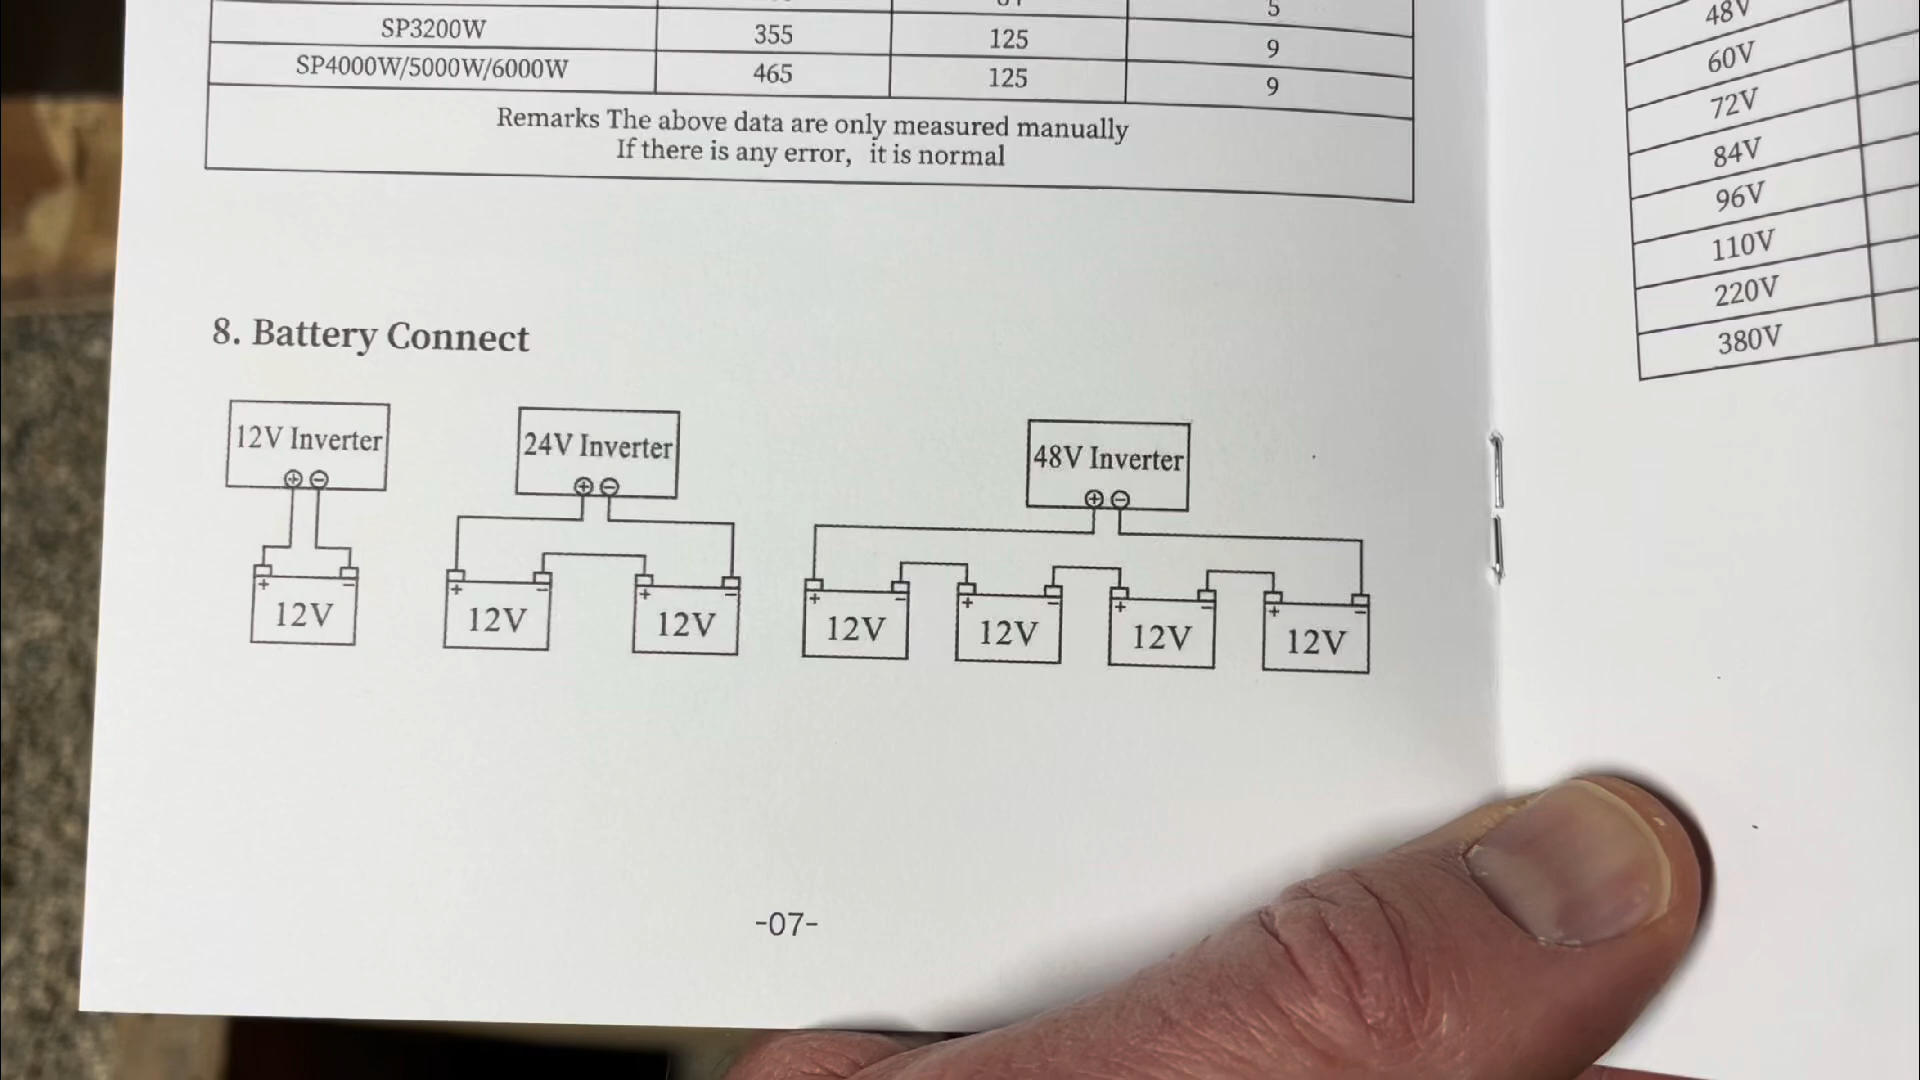 5
SP3200W 355 125 9
SP4000W/5000W/6000W 465 125 9
Remarks The above data are only measured manually
If there is any error, it is normal
8. Battery Connect
12V Inverter
+ -
12V
24V Inverter
+ -
12V 12V
48V Inverter
+ -
12V 12V 12V 12V
-07-
48V
60V
72V
84V
96V
110V
220V
380V